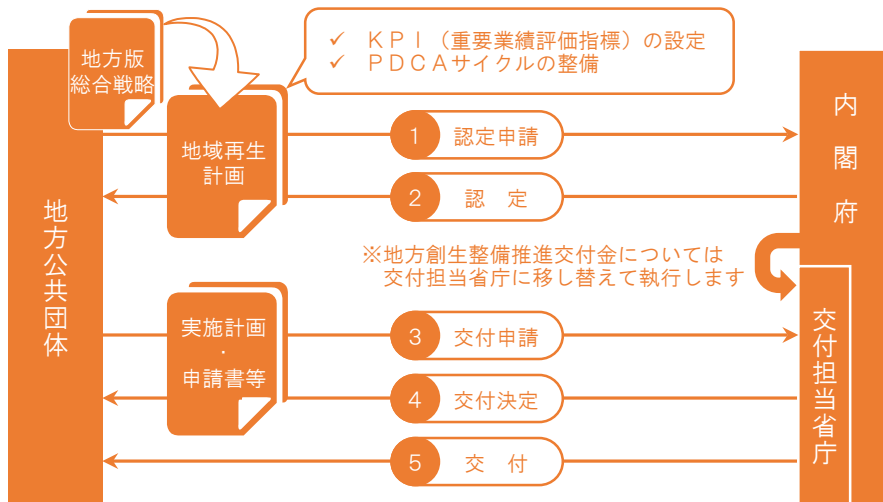 地方版
総合戦略
✓ ＫＰＩ（重要業績評価指標）の設定
✓ ＰＤＣＡサイクルの整備
地域再生
計画
1 認定申請
2 認　定
内閣府
地方公共団体
※地方創生整備推進交付金については
交付担当省庁に移し替えて執行します
実施計画
・
申請書等
3 交付申請
4 交付決定
5 交　付
交付担当省庁